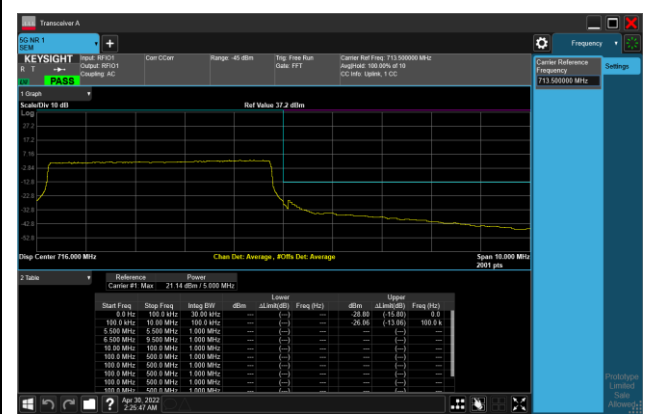 Transceiver A
5G NR 1
SEM
+
Frequency
KEYSIGHT Input: RFIO1 Corr CCorr Range: -45 dBm Trig: Free Run Carrier Ref Freq: 713.500000 MHz
R T Output: RFIO1 Gate: FFT Avg|Hold: 100.00% of 10
Coupling: AC CC Info: Uplink, 1 CC
PASS
Carrier Reference
Frequency
713.500000 MHz
Settings
1 Graph
Scale/Div 10 dB Ref Value 37.2 dBm
Log
27.2
17.2
7.16
-2.84
-12.8
-22.8
-32.8
-42.8
-52.8
Disp Center 716.000 MHz Chan Det: Average, #Offs Det: Average Span 10.000 MHz
2001 pts
2 Table
Reference Power
Carrier #1 Max 21.14 dBm / 5.000 MHz
Lower Upper
Start Freq Stop Freq Integ BW dBm ΔLimit(dB) Freq (Hz) dBm ΔLimit(dB) Freq (Hz)
0.0 Hz 100.0 kHz 30.00 kHz --- (---) --- -28.80 (-15.80) 0.0
100.0 kHz 10.00 MHz 100.0 kHz --- (---) --- -26.06 (-13.06) 100.0 k
5.500 MHz 5.500 MHz 1.000 MHz --- (---) --- --- (---) ---
6.500 MHz 9.500 MHz 1.000 MHz --- (---) --- --- (---) ---
10.00 MHz 100.0 MHz 1.000 MHz --- (---) --- --- (---) ---
100.0 MHz 500.0 MHz 1.000 MHz --- (---) --- --- (---) ---
100.0 MHz 500.0 MHz 1.000 MHz --- (---) --- --- (---) ---
100.0 MHz 500.0 MHz 1.000 MHz --- (---) --- --- (---) ---
100.0 MHz 500.0 MHz 1.000 MHz --- (---) --- --- (---) ---
Prototype
Limited
Sale
Allowed
?
Apr 30, 2022
2:25:47 AM